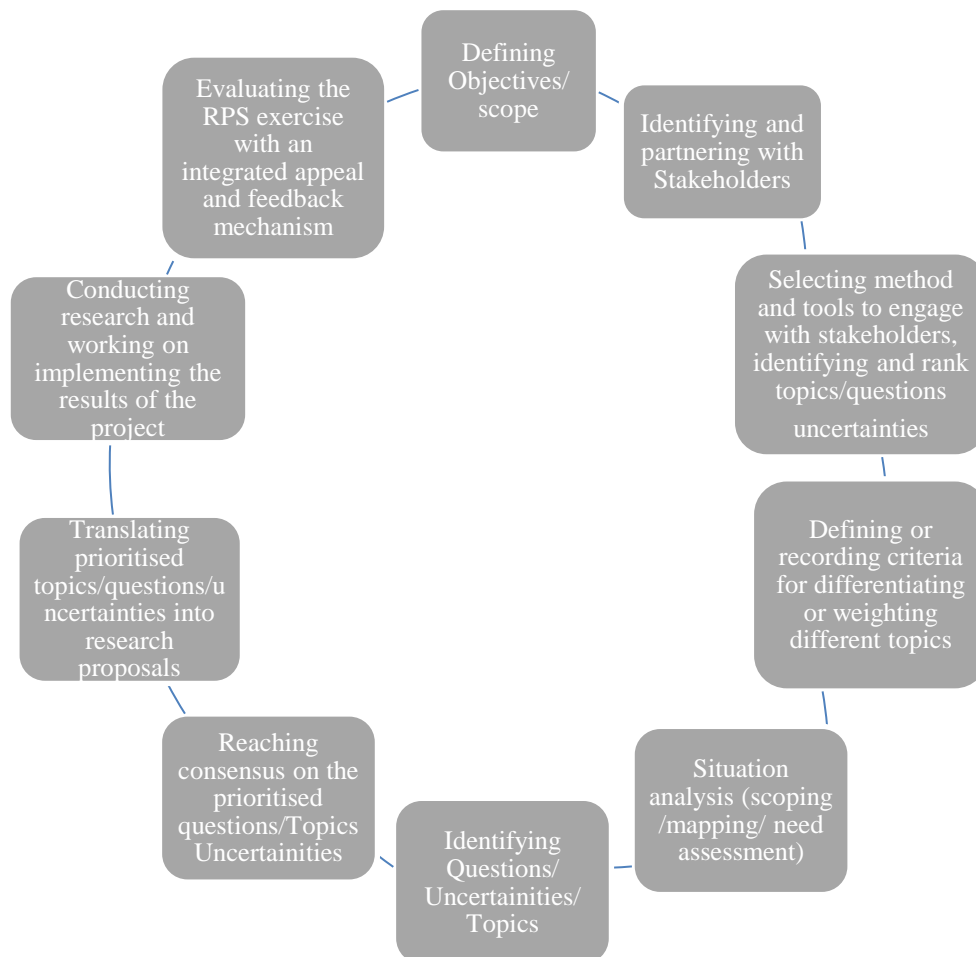 Defining
Objectives/
scope
Identifying and
partnering with
Stakeholders
Selecting method
and tools to engage
with stakeholders,
identifying and rank
topics/questions
uncertainties
Defining or
recording criteria
for differentiating
or weighting
different topics
Situation
analysis (scoping
/mapping/ need
assessment)
Identifying
Questions/
Uncertainities/
Topics
Reaching
consensus on the
prioritised
questions/Topics
Uncertainities
Translating
prioritised
topics/questions/u
ncertainties into
research
proposals
Conducting
research and
working on
implementing the
results of the
project
Evaluating the
RPS exercise
with an
integrated appeal
and feedback
mechanism